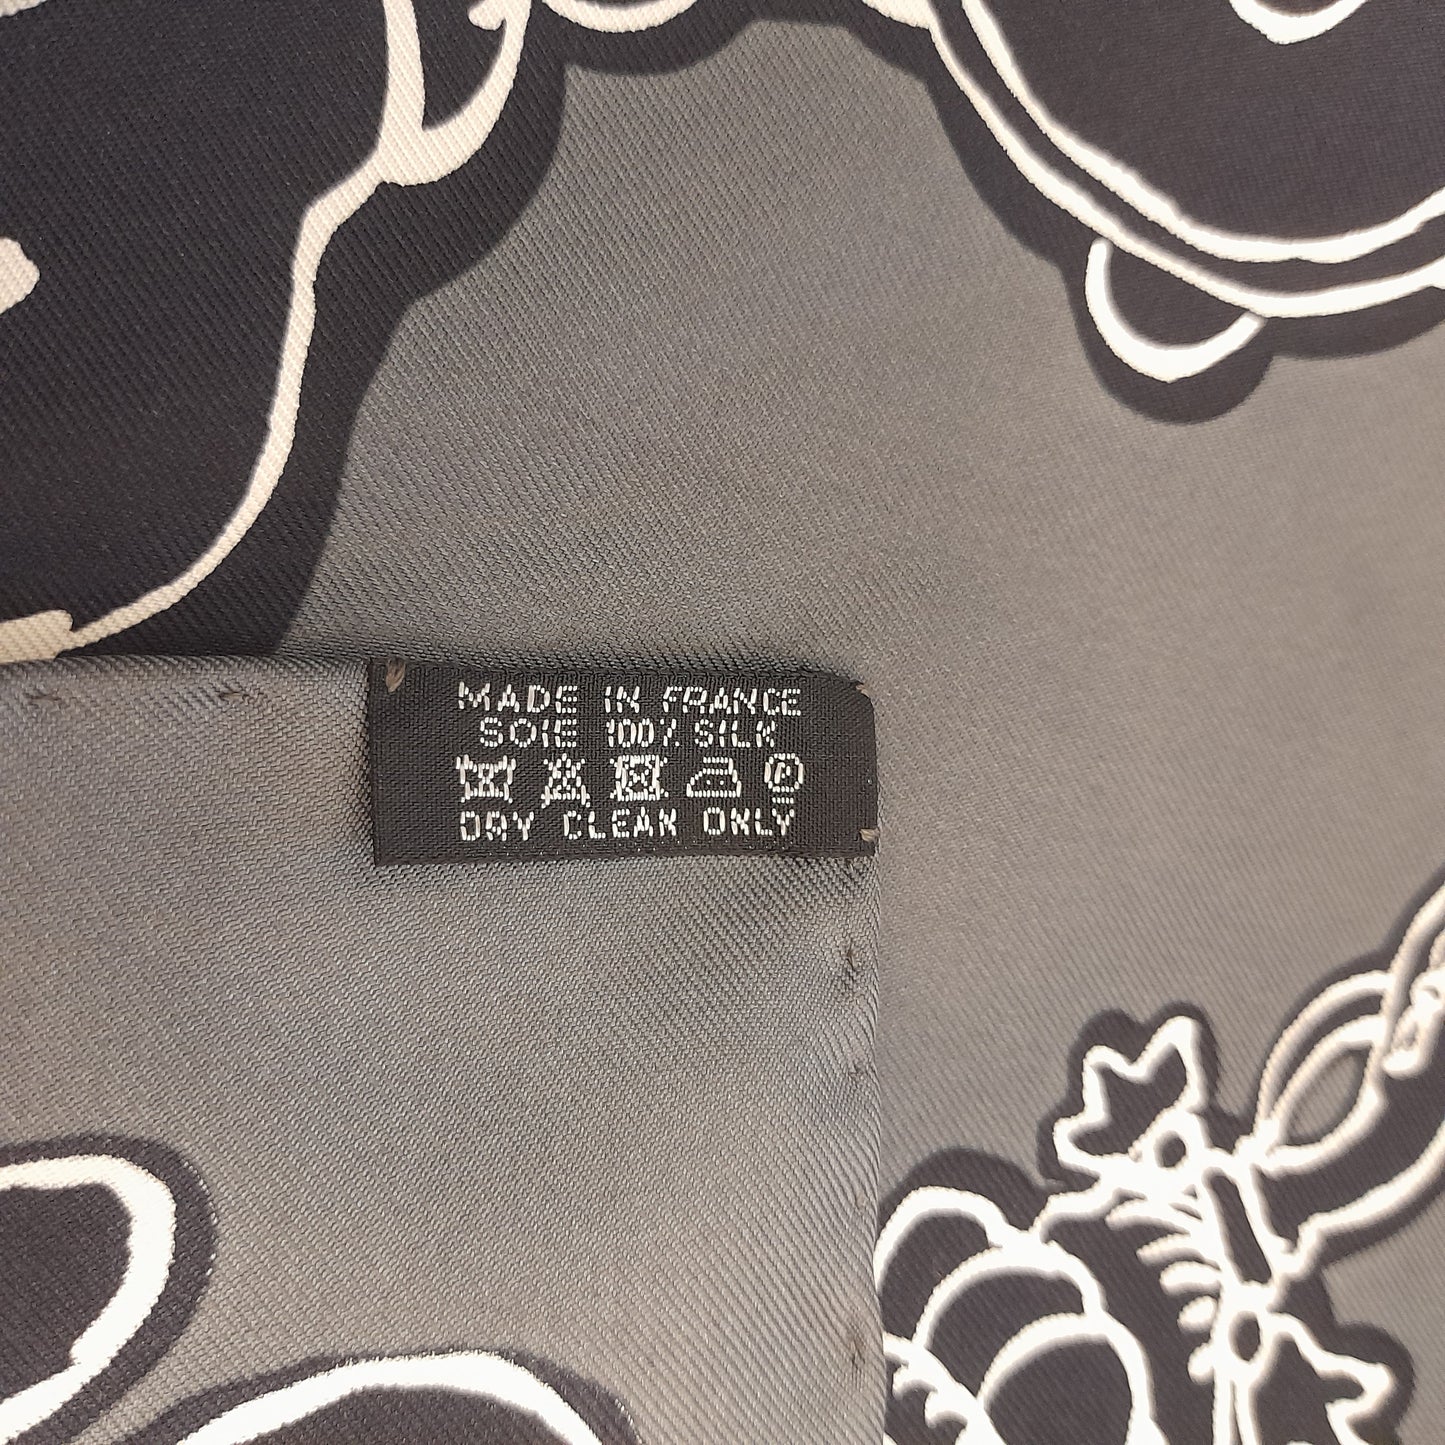 MADE IN FRANCE
SOIE 100% SILK
P
DRY CLEAN ONLY